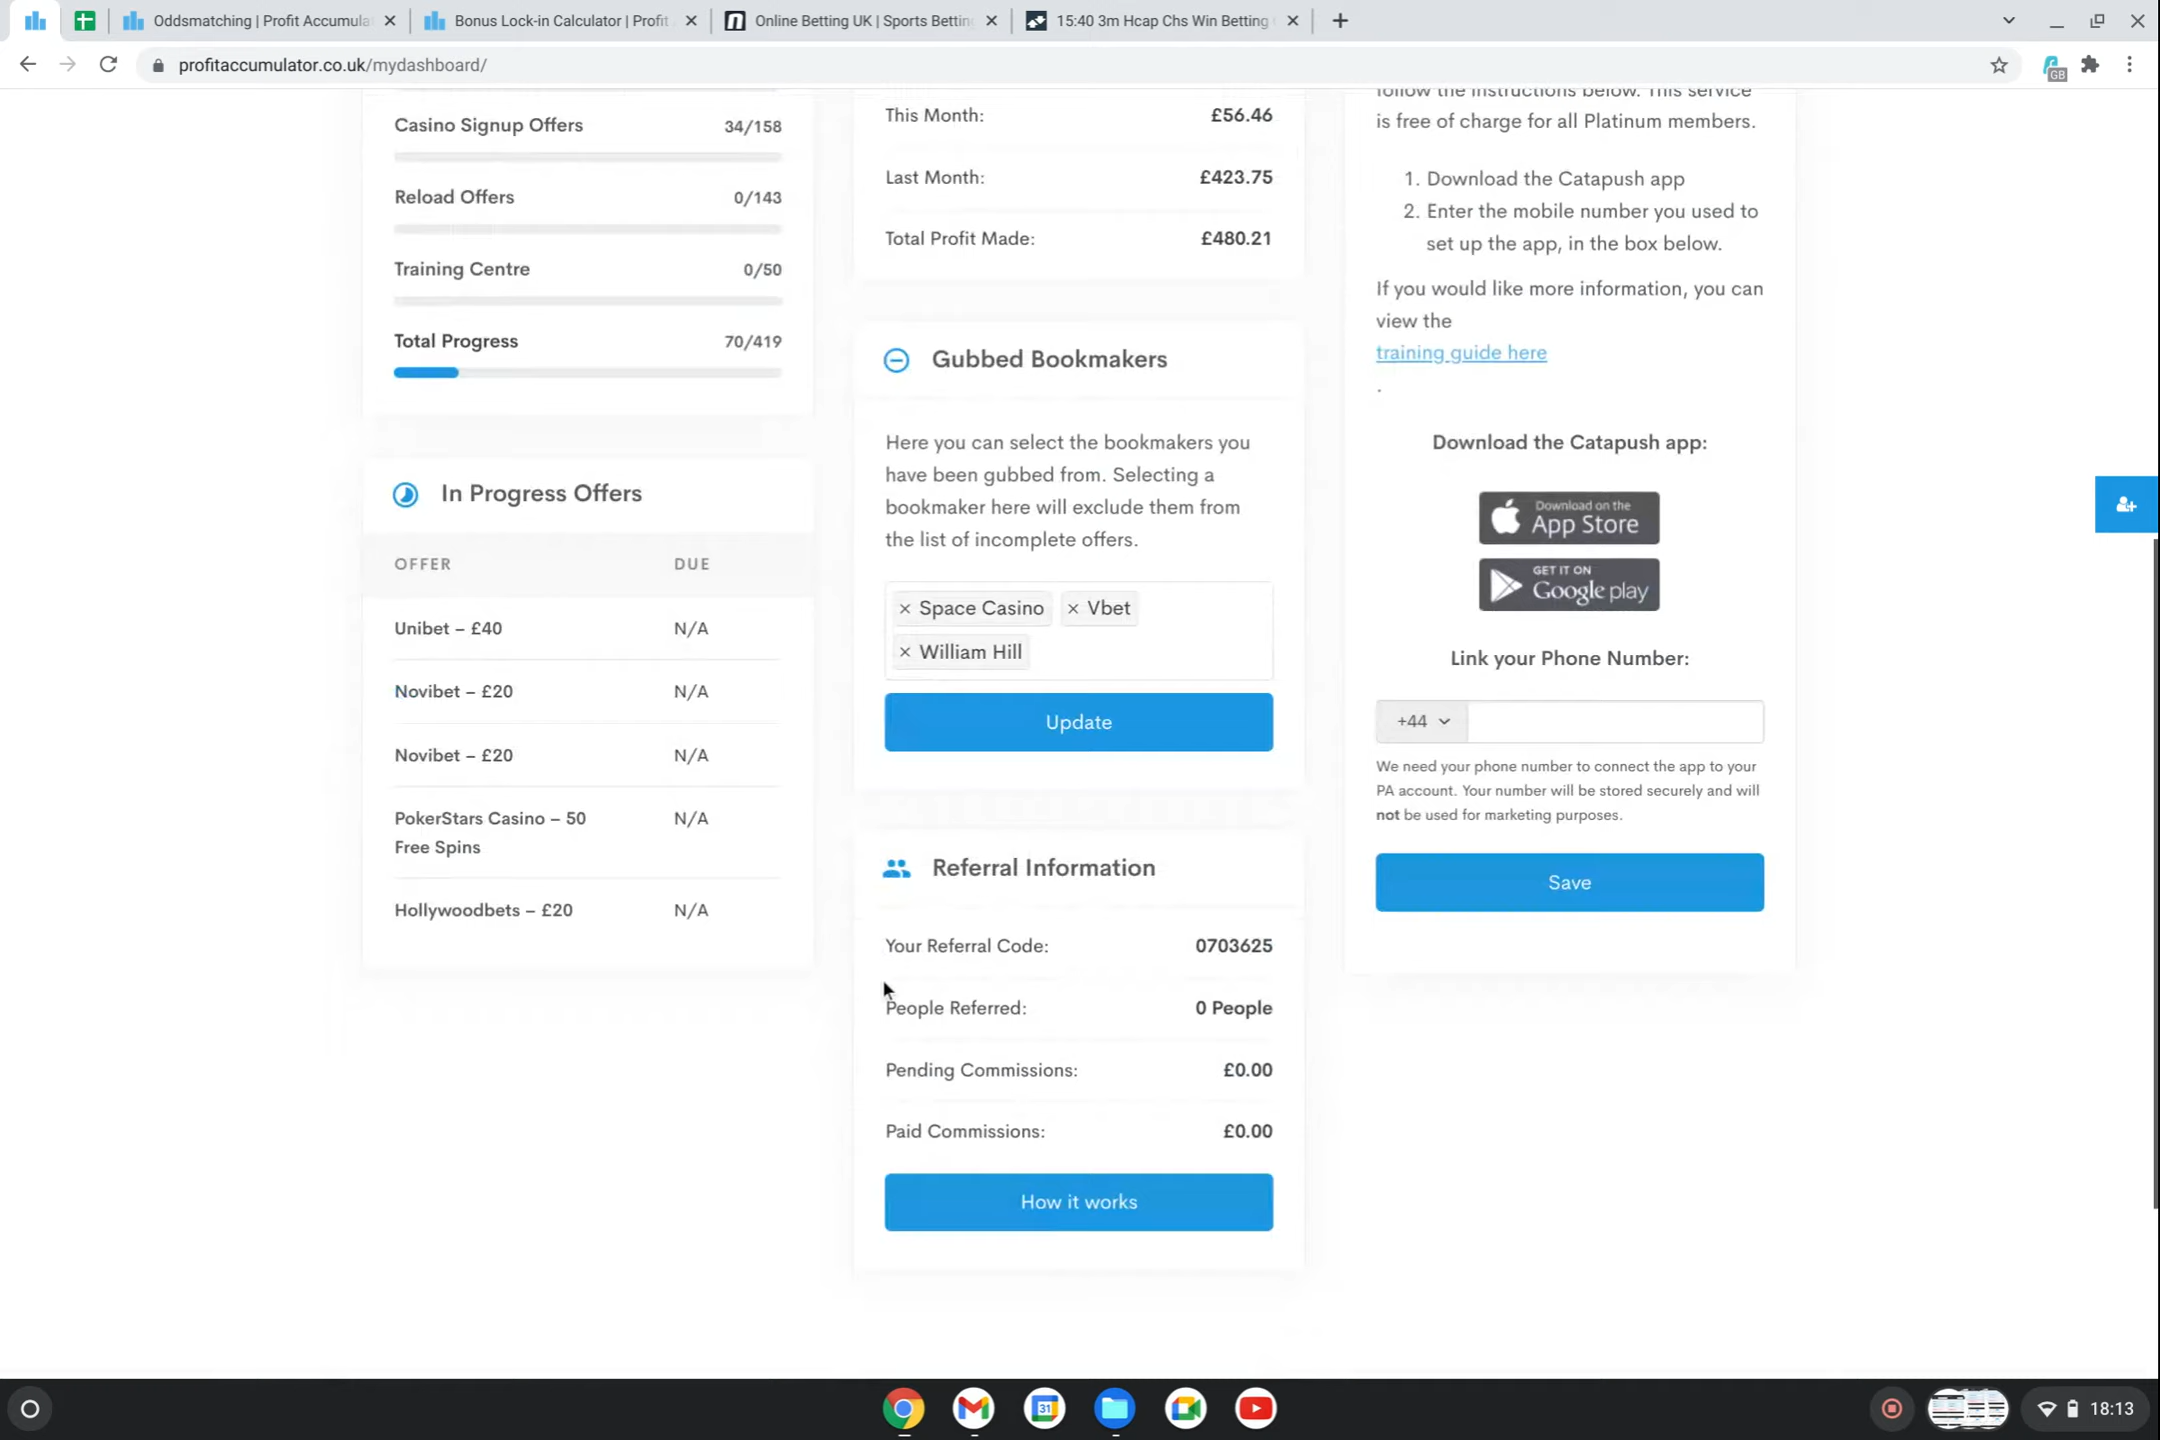 Oddsmatching | Profit Accumula
Bonus Lock-in Calculator | Profit
Online Betting UK | Sports Bettin
15:40 3m Hcap Chs Win Betting
profitaccumulator.co.uk/mydashboard/
GB
Casino Signup Offers 34/158
Reload Offers 0/143
Training Centre 0/50
Total Progress 70/419
In Progress Offers
OFFER DUE
Unibet – £40 N/A
Novibet – £20 N/A
Novibet – £20 N/A
PokerStars Casino – 50 N/A
Free Spins
Hollywoodbets – £20 N/A
This Month: £56.46
Last Month: £423.75
Total Profit Made: £480.21
Gubbed Bookmakers
Here you can select the bookmakers you
have been gubbed from. Selecting a
bookmaker here will exclude them from
the list of incomplete offers.
× Space Casino × Vbet
× William Hill
Update
Referral Information
Your Referral Code: 0703625
People Referred: 0 People
Pending Commissions: £0.00
Paid Commissions: £0.00
How it works
follow the instructions below. This service
is free of charge for all Platinum members.
1. Download the Catapush app
2. Enter the mobile number you used to
set up the app, in the box below.
If you would like more information, you can
view the
training guide here
.
Download the Catapush app:
Download on the
App Store
GET IT ON
Google play
Link your Phone Number:
+44
We need your phone number to connect the app to your
PA account. Your number will be stored securely and will
not be used for marketing purposes.
Save
31
18:13